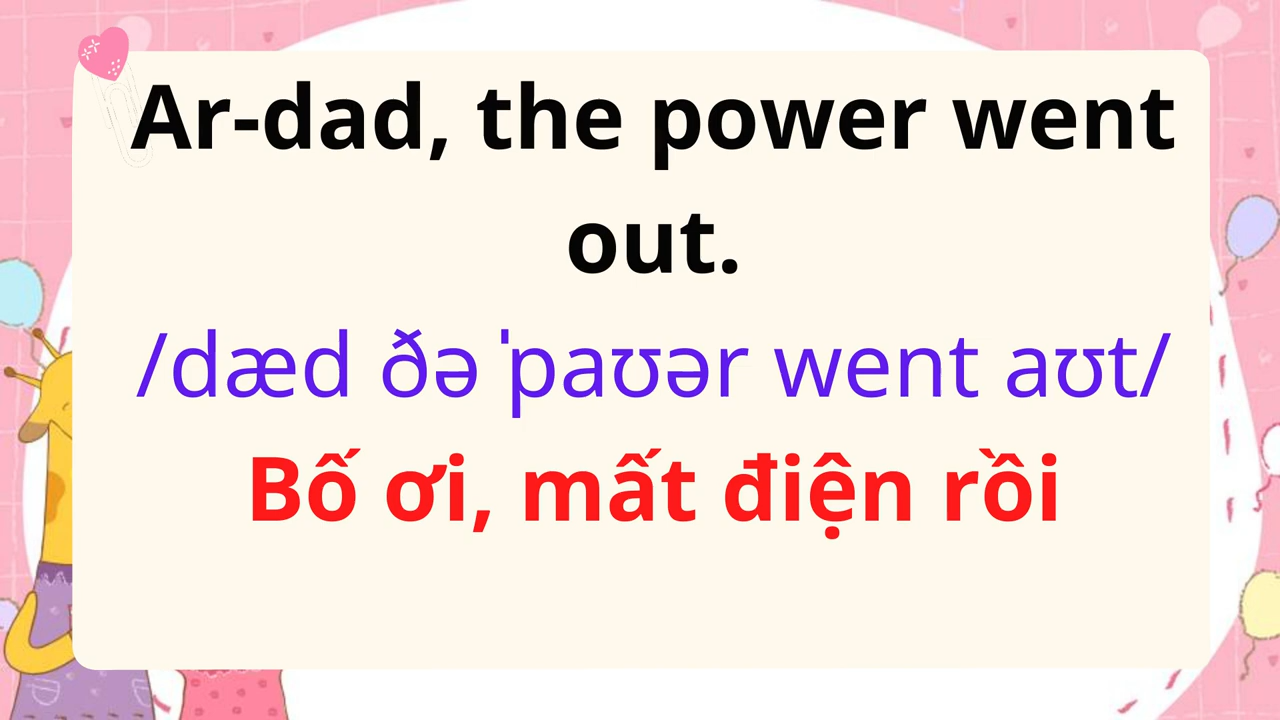 Ar-dad, the power went
out.
/dæd ðə ˈpaʊər went aʊt/
Bố ơi, mất điện rồi